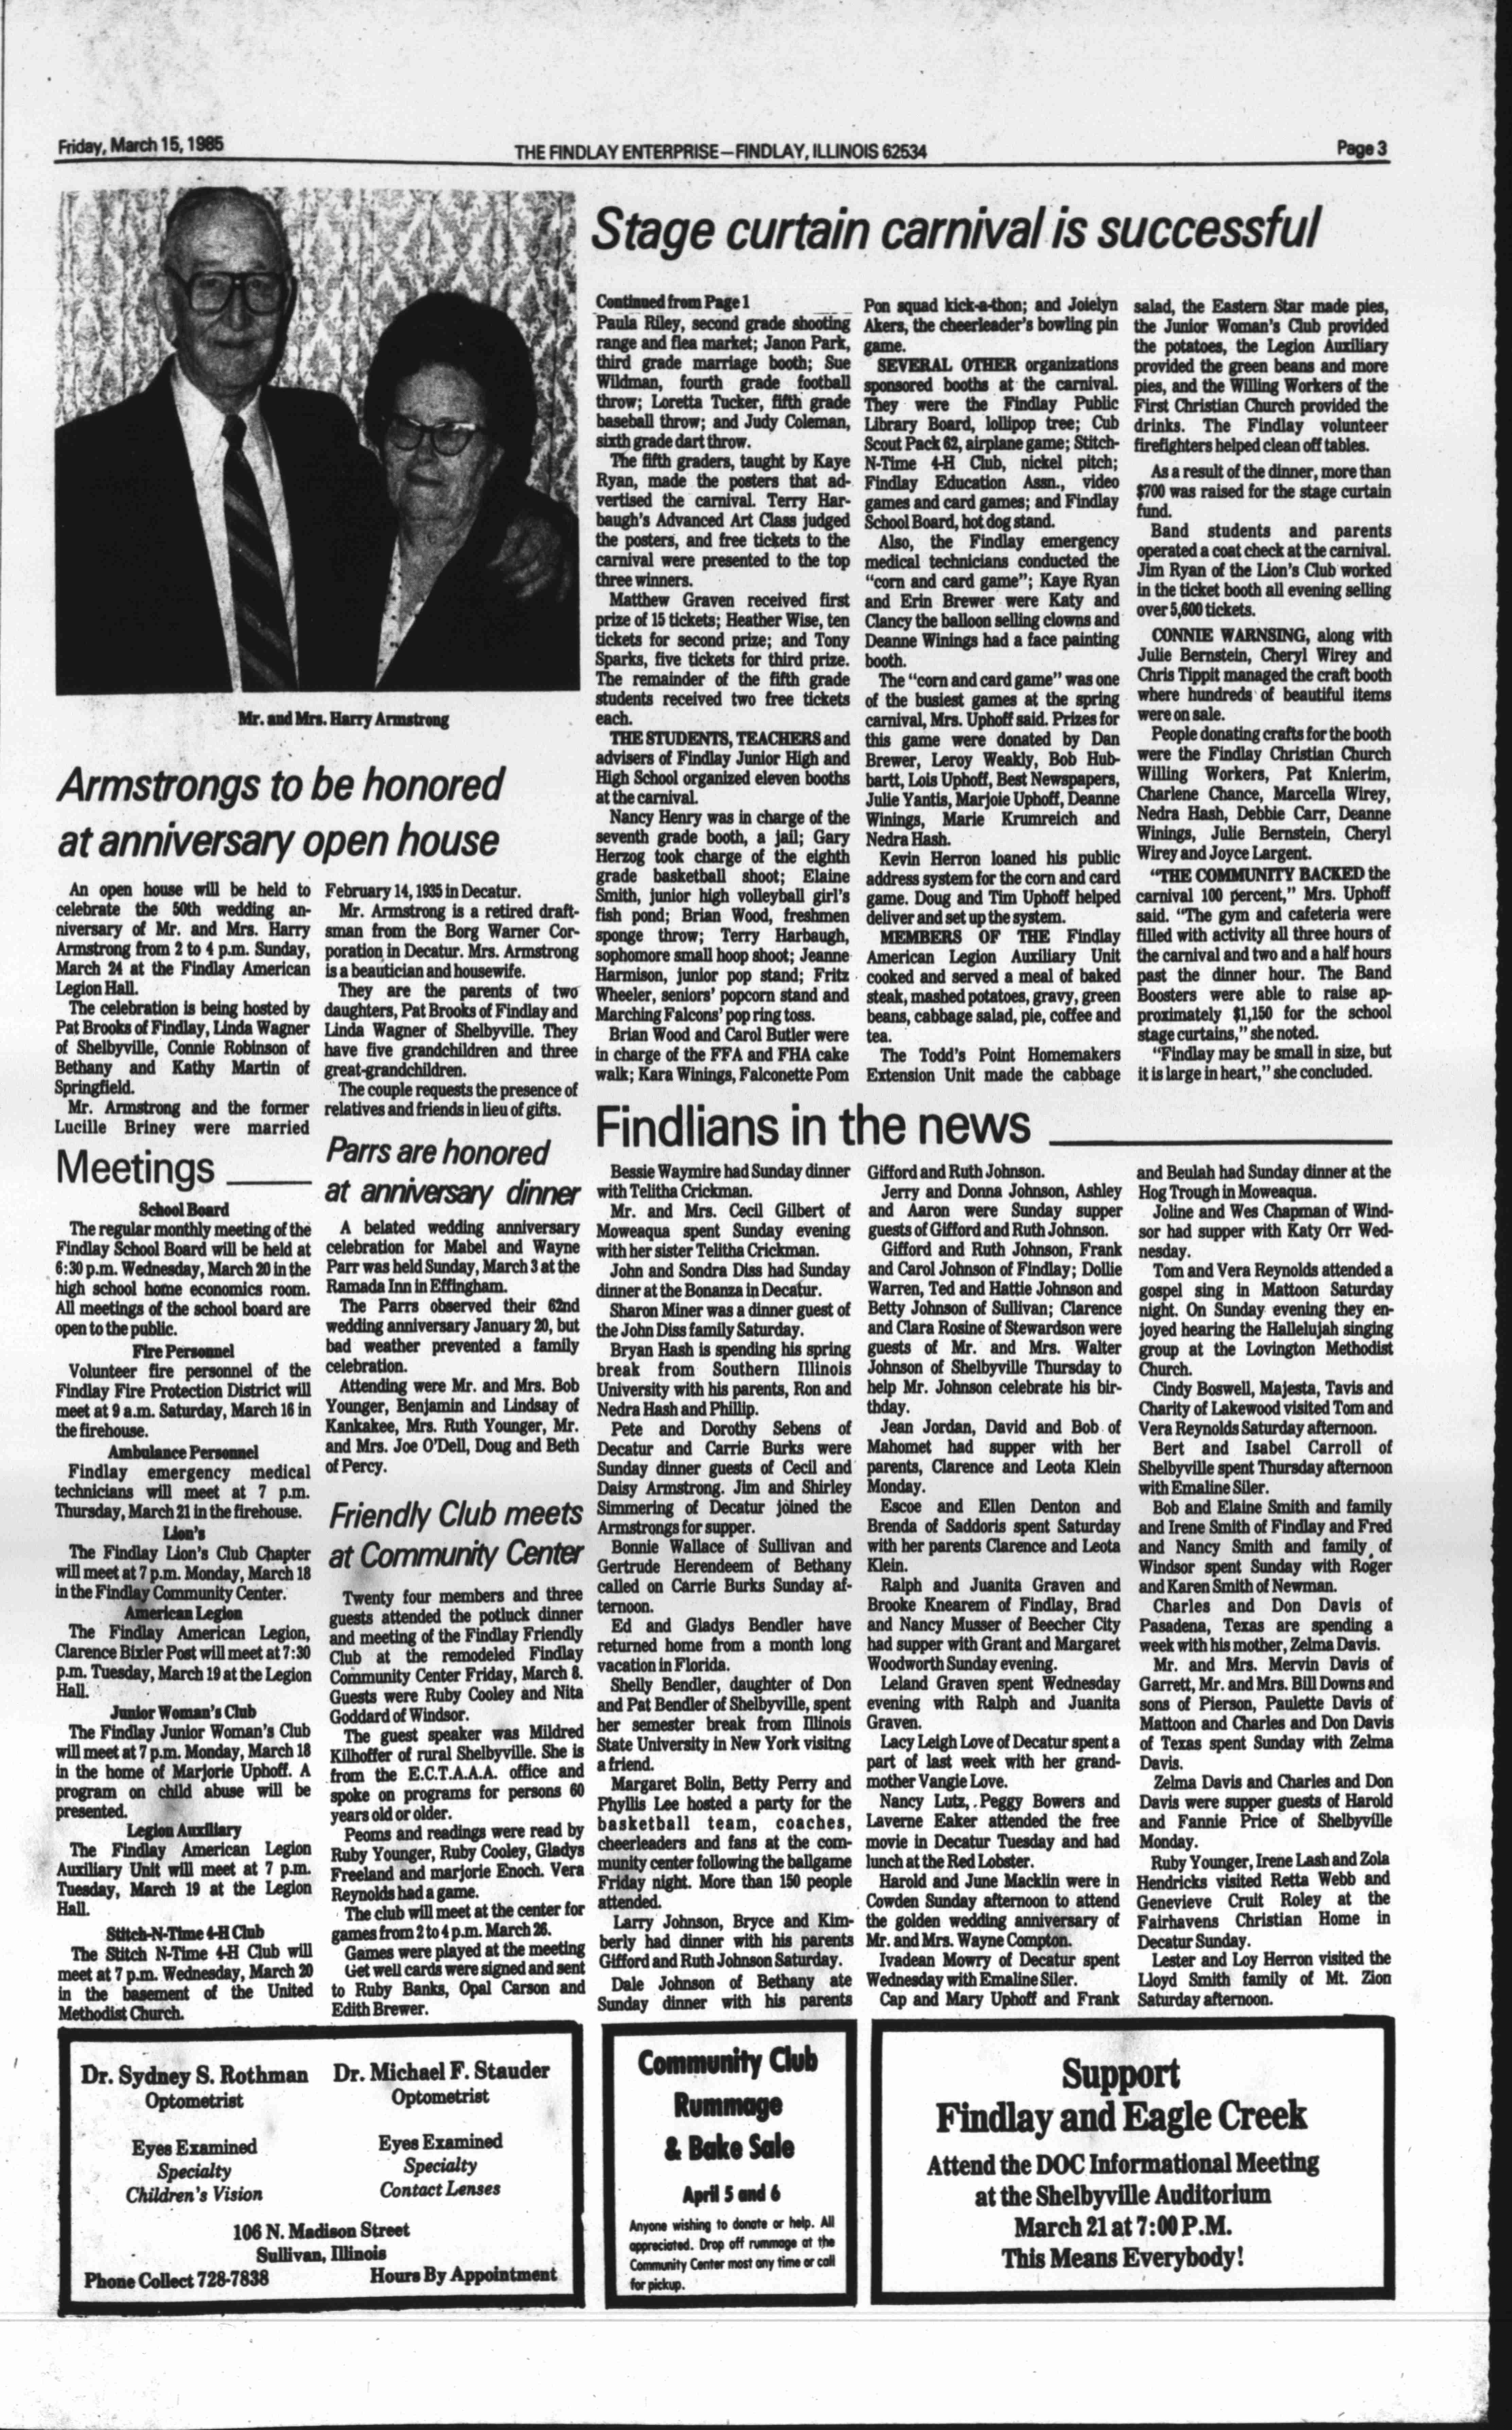 Friday, March 15, 1985
THE FINDLAY ENTERPRISE—FINDLAY, ILLINOIS 62534
Page 3
Mr. and Mrs. Harry Armstrong
Armstrongs to be honored
at anniversary open house
An open house will be held to
celebrate the 50th wedding an-
niversary of Mr. and Mrs. Harry
Armstrong from 2 to 4 p.m. Sunday,
March 24 at the Findlay American
Legion Hall.
The celebration is being hosted by
Pat Brooks of Findlay, Linda Wagner
of Shelbyville, Connie Robinson of
Bethany and Kathy Martin of
Springfield.
Mr. Armstrong and the former
Lucille Briney were married
February 14, 1935 in Decatur.
Mr. Armstrong is a retired draft-
sman from the Borg Warner Cor-
poration in Decatur. Mrs. Armstrong
is a beautician and housewife.
They are the parents of two
daughters, Pat Brooks of Findlay and
Linda Wagner of Shelbyville. They
have five grandchildren and three
great-grandchildren.
The couple requests the presence of
relatives and friends in lieu of gifts.
Meetings
School Board
The regular monthly meeting of the
Findlay School Board will be held at
6:30 p.m. Wednesday, March 20 in the
high school home economics room.
All meetings of the school board are
open to the public.
Fire Personnel
Volunteer fire personnel of the
Findlay Fire Protection District will
meet at 9 a.m. Saturday, March 16 in
the firehouse.
Ambulance Personnel
Findlay emergency medical
technicians will meet at 7 p.m.
Thursday, March 21 in the firehouse.
Lion's
The Findlay Lion's Club Chapter
will meet at 7 p.m. Monday, March 18
in the Findlay Community Center.
American Legion
The Findlay American Legion,
Clarence Bixler Post will meet at 7:30
p.m. Tuesday, March 19 at the Legion
Hall.
Junior Woman's Club
The Findlay Junior Woman's Club
will meet at 7 p.m. Monday, March 18
in the home of Marjorie Uphoff. A
program on child abuse will be
presented.
Legion Auxiliary
The Findlay American Legion
Auxiliary Unit will meet at 7 p.m.
Tuesday, March 19 at the Legion
Hall.
Stitch-N-Time 4-H Club
The Stitch N-Time 4-H Club will
meet at 7 p.m. Wednesday, March 20
in the basement of the United
Methodist Church.
Parrs are honored
at anniversary dinner
A belated wedding anniversary
celebration for Mabel and Wayne
Parr was held Sunday, March 3 at the
Ramada Inn in Effingham.
The Parrs observed their 62nd
wedding anniversary January 20, but
bad weather prevented a family
celebration.
Attending were Mr. and Mrs. Bob
Younger, Benjamin and Lindsay of
Kankakee, Mrs. Ruth Younger, Mr.
and Mrs. Joe O'Dell, Doug and Beth
of Percy.
Friendly Club meets
at Community Center
Twenty four members and three
guests attended the potluck dinner
and meeting of the Findlay Friendly
Club at the remodeled Findlay
Community Center Friday, March 8.
Guests were Ruby Cooley and Nita
Goddard of Windsor.
The guest speaker was Mildred
Kilhoffer of rural Shelbyville. She is
from the E.C.T.A.A.A. office and
spoke on programs for persons 60
years old or older.
Peoms and readings were read by
Ruby Younger, Ruby Cooley, Gladys
Freeland and marjorie Enoch. Vera
Reynolds had a game.
The club will meet at the center for
games from 2 to 4 p.m. March 26.
Games were played at the meeting
Get well cards were signed and sent
to Ruby Banks, Opal Carson and
Edith Brewer.
Stage curtain carnival is successful
Continued from Page 1
Paula Riley, second grade shooting
range and flea market; Janon Park,
third grade marriage booth; Sue
Wildman, fourth grade football
throw; Loretta Tucker, fifth grade
baseball throw; and Judy Coleman,
sixth grade dart throw.
The fifth graders, taught by Kaye
Ryan, made the posters that ad-
vertised the carnival. Terry Har-
baugh's Advanced Art Class judged
the posters, and free tickets to the
carnival were presented to the top
three winners.
Matthew Graven received first
prize of 15 tickets; Heather Wise, ten
tickets for second prize; and Tony
Sparks, five tickets for third prize.
The remainder of the fifth grade
students received two free tickets
each.
THE STUDENTS, TEACHERS and
advisers of Findlay Junior High and
High School organized eleven booths
at the carnival.
Nancy Henry was in charge of the
seventh grade booth, a jail; Gary
Herzog took charge of the eighth
grade basketball shoot; Elaine
Smith, junior high volleyball girl's
fish pond; Brian Wood, freshmen
sponge throw; Terry Harbaugh,
sophomore small hoop shoot; Jeanne
Harmison, junior pop stand; Fritz
Wheeler, seniors' popcorn stand and
Marching Falcons' pop ring toss.
Brian Wood and Carol Butler were
in charge of the FFA and FHA cake
walk; Kara Winings, Falconette Pom
Pon squad kick-a-thon; and Joielyn
Akers, the cheerleader's bowling pin
game.
SEVERAL OTHER organizations
sponsored booths at the carnival.
They were the Findlay Public
Library Board, lollipop tree; Cub
Scout Pack 62, airplane game; Stitch-
N-Time 4-H Club, nickel pitch;
Findlay Education Assn., video
games and card games; and Findlay
School Board, hot dog stand.
Also, the Findlay emergency
medical technicians conducted the
"corn and card game"; Kaye Ryan
and Erin Brewer were Katy and
Clancy the balloon selling clowns and
Deanne Winings had a face painting
booth.
The "corn and card game" was one
of the busiest games at the spring
carnival, Mrs. Uphoff said. Prizes for
this game were donated by Dan
Brewer, Leroy Weakly, Bob Hub-
bartt, Lois Uphoff, Best Newspapers,
Julie Yantis, Marjoie Uphoff, Deanne
Winings, Marie Krumreich and
Nedra Hash.
Kevin Herron loaned his public
address system for the corn and card
game. Doug and Tim Uphoff helped
deliver and set up the system.
MEMBERS OF THE Findlay
American Legion Auxiliary Unit
cooked and served a meal of baked
steak, mashed potatoes, gravy, green
beans, cabbage salad, pie, coffee and
tea.
The Todd's Point Homemakers
Extension Unit made the cabbage
salad, the Eastern Star made pies,
the Junior Woman's Club provided
the potatoes, the Legion Auxiliary
provided the green beans and more
pies, and the Willing Workers of the
First Christian Church provided the
drinks. The Findlay volunteer
firefighters helped clean off tables.
As a result of the dinner, more than
$700 was raised for the stage curtain
fund.
Band students and parents
operated a coat check at the carnival.
Jim Ryan of the Lion's Club worked
in the ticket booth all evening selling
over 5,600 tickets.
CONNIE WARNSING, along with
Julie Bernstein, Cheryl Wirey and
Chris Tippit managed the craft booth
where hundreds of beautiful items
were on sale.
People donating crafts for the booth
were the Findlay Christian Church
Willing Workers, Pat Knierim,
Charlene Chance, Marcella Wirey,
Nedra Hash, Debbie Carr, Deanne
Winings, Julie Bernstein, Cheryl
Wirey and Joyce Largent.
"THE COMMUNITY BACKED the
carnival 100 percent," Mrs. Uphoff
said. "The gym and cafeteria were
filled with activity all three hours of
the carnival and two and a half hours
past the dinner hour. The Band
Boosters were able to raise ap-
proximately $1,150 for the school
stage curtains," she noted.
"Findlay may be small in size, but
it is large in heart," she concluded.
Findlians in the news
Bessie Waymire had Sunday dinner
with Telitha Crickman.
Mr. and Mrs. Cecil Gilbert of
Moweaqua spent Sunday evening
with her sister Telitha Crickman.
John and Sondra Diss had Sunday
dinner at the Bonanza in Decatur.
Sharon Miner was a dinner guest of
the John Diss family Saturday.
Bryan Hash is spending his spring
break from Southern Illinois
University with his parents, Ron and
Nedra Hash and Phillip.
Pete and Dorothy Sebens of
Decatur and Carrie Burks were
Sunday dinner guests of Cecil and
Daisy Armstrong. Jim and Shirley
Simmering of Decatur joined the
Armstrongs for supper.
Bonnie Wallace of Sullivan and
Gertrude Herendeem of Bethany
called on Carrie Burks Sunday af-
ternoon.
Ed and Gladys Bendler have
returned home from a month long
vacation in Florida.
Shelly Bendler, daughter of Don
and Pat Bendler of Shelbyville, spent
her semester break from Illinois
State University in New York visitng
a friend.
Margaret Bolin, Betty Perry and
Phyllis Lee hosted a party for the
basketball team, coaches,
cheerleaders and fans at the com-
munity center following the ballgame
Friday night. More than 150 people
attended.
Larry Johnson, Bryce and Kim-
berly had dinner with his parents
Gifford and Ruth Johnson Saturday.
Dale Johnson of Bethany ate
Sunday dinner with his parents
Gifford and Ruth Johnson.
Jerry and Donna Johnson, Ashley
and Aaron were Sunday supper
guests of Gifford and Ruth Johnson.
Gifford and Ruth Johnson, Frank
and Carol Johnson of Findlay; Dollie
Warren, Ted and Hattie Johnson and
Betty Johnson of Sullivan; Clarence
and Clara Rosine of Stewardson were
guests of Mr. and Mrs. Walter
Johnson of Shelbyville Thursday to
help Mr. Johnson celebrate his bir-
thday.
Jean Jordan, David and Bob of
Mahomet had supper with her
parents, Clarence and Leota Klein
Monday.
Escoe and Ellen Denton and
Brenda of Saddoris spent Saturday
with her parents Clarence and Leota
Klein.
Ralph and Juanita Graven and
Brooke Knearem of Findlay, Brad
and Nancy Musser of Beecher City
had supper with Grant and Margaret
Woodworth Sunday evening.
Leland Graven spent Wednesday
evening with Ralph and Juanita
Graven.
Lacy Leigh Love of Decatur spent a
part of last week with her grand-
mother Vangie Love.
Nancy Lutz, Peggy Bowers and
Laverne Eaker attended the free
movie in Decatur Tuesday and had
lunch at the Red Lobster.
Harold and June Macklin were in
Cowden Sunday afternoon to attend
the golden wedding anniversary of
Mr. and Mrs. Wayne Compton.
Ivadean Mowry of Decatur spent
Wednesday with Emaline Siler.
Cap and Mary Uphoff and Frank
and Beulah had Sunday dinner at the
Hog Trough in Moweaqua.
Joline and Wes Chapman of Wind-
sor had supper with Katy Orr Wed-
nesday.
Tom and Vera Reynolds attended a
gospel sing in Mattoon Saturday
night. On Sunday evening they en-
joyed hearing the Hallelujah singing
group at the Lovington Methodist
Church.
Cindy Boswell, Majesta, Tavis and
Charity of Lakewood visited Tom and
Vera Reynolds Saturday afternoon.
Bert and Isabel Carroll of
Shelbyville spent Thursday afternoon
with Emaline Siler.
Bob and Elaine Smith and family
and Irene Smith of Findlay and Fred
and Nancy Smith and family of
Windsor spent Sunday with Roger
and Karen Smith of Newman.
Charles and Don Davis of
Pasadena, Texas are spending a
week with his mother, Zelma Davis.
Mr. and Mrs. Mervin Davis of
Garrett, Mr. and Mrs. Bill Downs and
sons of Pierson, Paulette Davis of
Mattoon and Charles and Don Davis
of Texas spent Sunday with Zelma
Davis.
Zelma Davis and Charles and Don
Davis were supper guests of Harold
and Fannie Price of Shelbyville
Monday.
Ruby Younger, Irene Lash and Zola
Hendricks visited Retta Webb and
Genevieve Cruit Roley at the
Fairhavens Christian Home in
Decatur Sunday.
Lester and Loy Herron visited the
Lloyd Smith family of Mt. Zion
Saturday afternoon.
Dr. Sydney S. Rothman
Optometrist
Eyes Examined
Specialty
Children's Vision
Dr. Michael F. Stauder
Optometrist
Eyes Examined
Specialty
Contact Lenses
106 N. Madison Street
Sullivan, Illinois
Phone Collect 728-7838
Hours By Appointment
Community Club
Rummage
& Bake Sale
April 5 and 6
Anyone wishing to donate or help. All
appreciated. Drop off rummage at the
Community Center most any time or call
for pickup.
Support
Findlay and Eagle Creek
Attend the DOC Informational Meeting
at the Shelbyville Auditorium
March 21 at 7:00 P.M.
This Means Everybody!